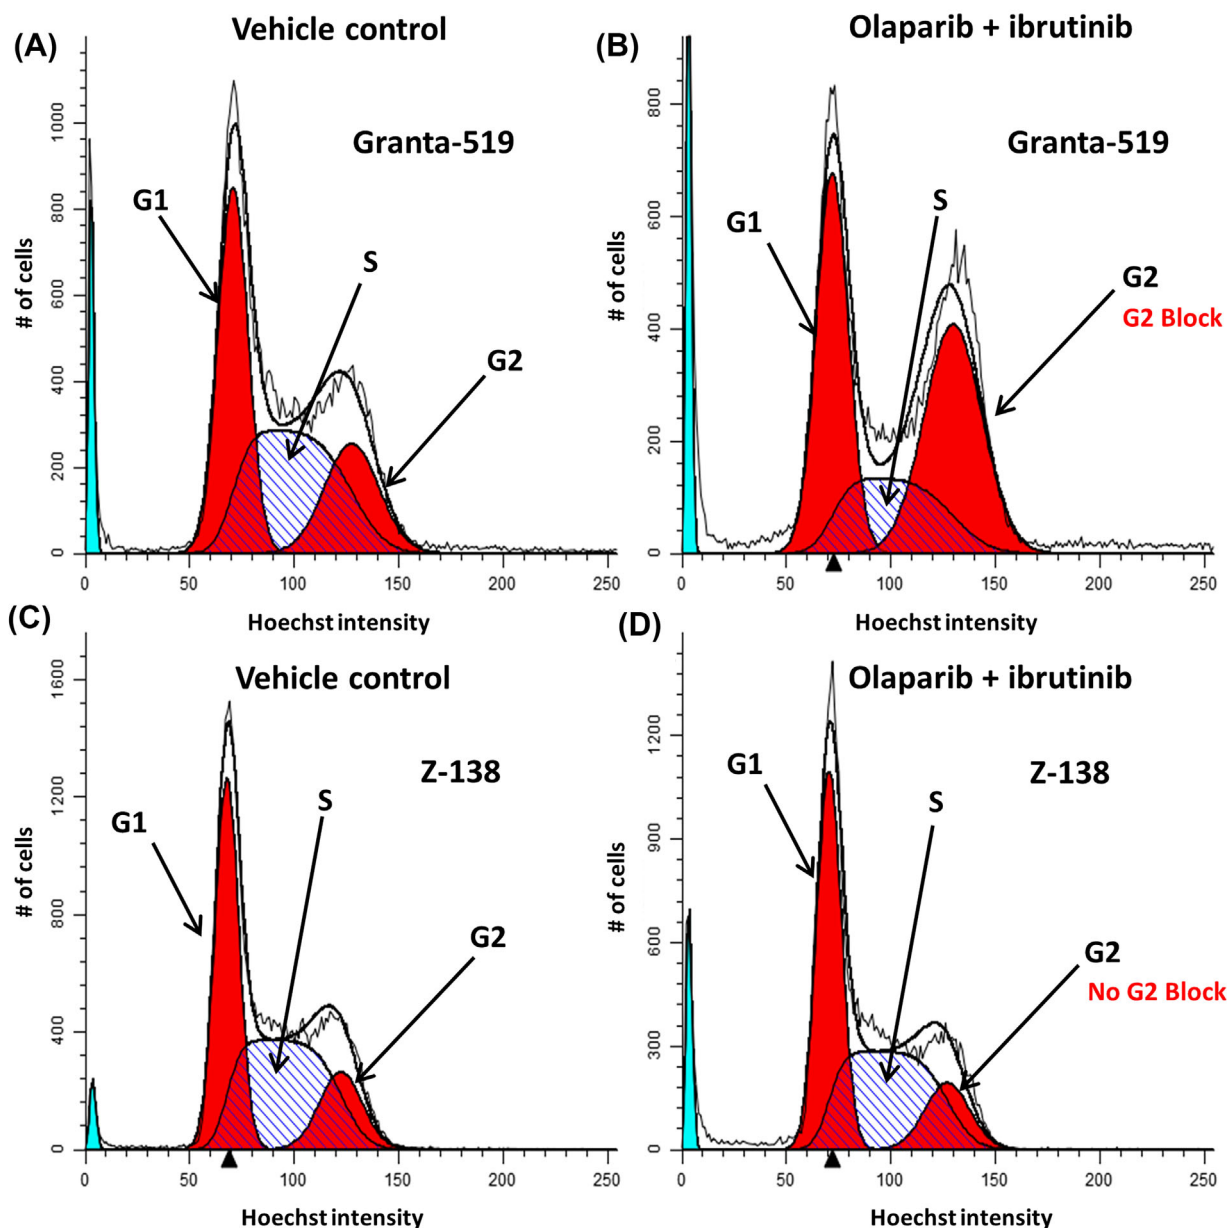 (A)
Vehicle control
Granta-519
G1
S
G2
# of cells
0
200
400
600
800
1000
0
50
100
150
200
250
Hoechst intensity
(B)
Olaparib + ibrutinib
Granta-519
G1
S
G2
G2 Block
# of cells
0
200
400
600
800
0
50
100
150
200
250
Hoechst intensity
(C)
Vehicle control
Z-138
G1
S
G2
# of cells
0
400
800
1200
1600
0
50
100
150
200
250
Hoechst intensity
(D)
Olaparib + ibrutinib
Z-138
G1
S
G2
No G2 Block
# of cells
0
300
600
900
1200
0
50
100
150
200
250
Hoechst intensity